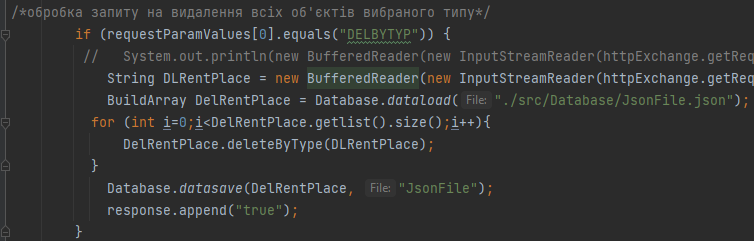 /*обробка запиту на видалення всіх об'єктів вибраного типу*/
if (requestParamValues[0].equals("DELBYTYP")) {
//   System.out.println(new BufferedReader(new InputStreamReader(httpExchange.getReq
String DLRentPlace = new BufferedReader(new InputStreamReader(httpExchange.getReq
BuildArray DelRentPlace = Database.dataload( File: "./src/Database/JsonFile.json");
for (int i=0;i<DelRentPlace.getlist().size();i++){
DelRentPlace.deleteByType(DLRentPlace);
}
Database.datasave(DelRentPlace, File: "JsonFile");
response.append("true");
}